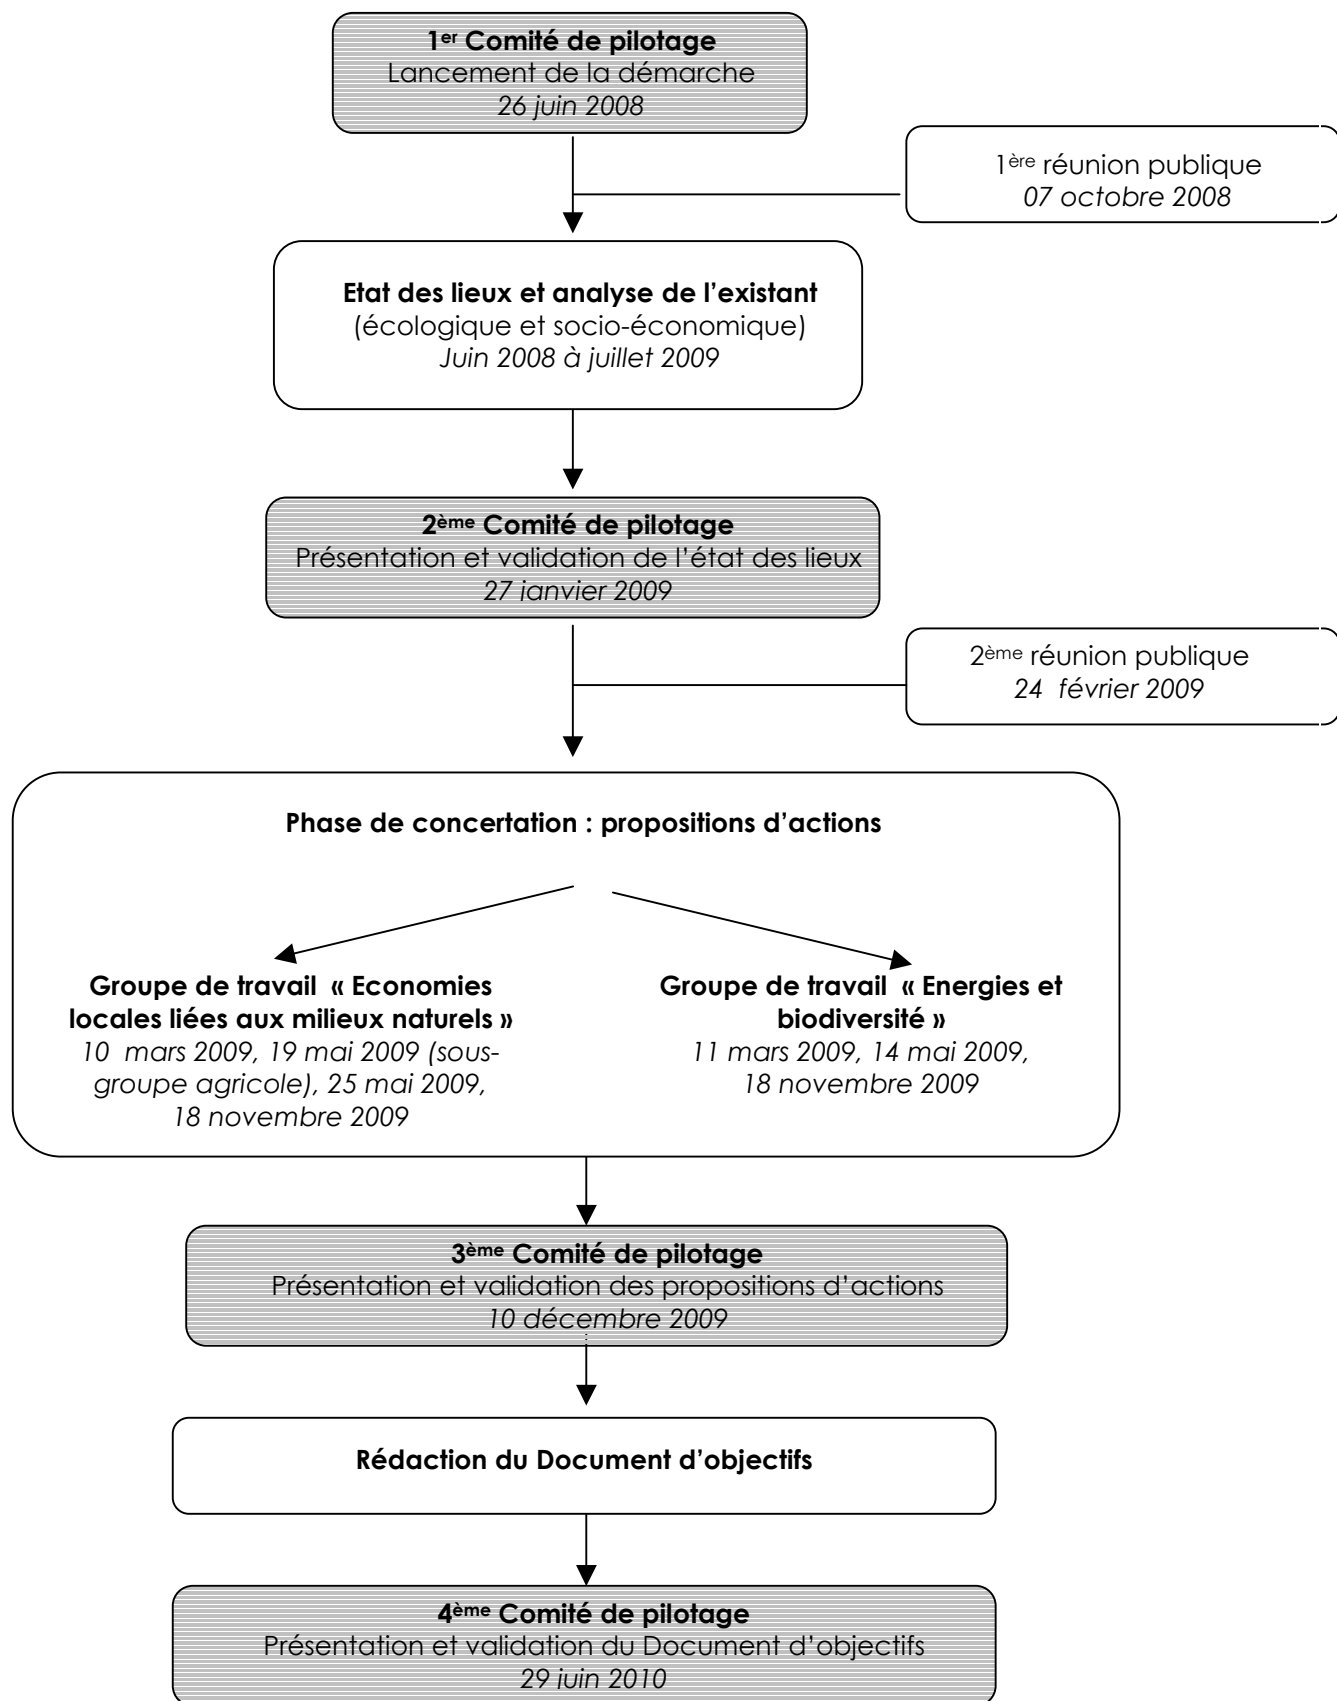 1er Comité de pilotage
Lancement de la démarche
26 juin 2008
1ère réunion publique
07 octobre 2008
Etat des lieux et analyse de l’existant
(écologique et socio-économique)
Juin 2008 à juillet 2009
2ème Comité de pilotage
Présentation et validation de l’état des lieux
27 janvier 2009
2ème réunion publique
24 février 2009
Phase de concertation : propositions d’actions
Groupe de travail « Economies
locales liées aux milieux naturels »
10 mars 2009, 19 mai 2009 (sous-
groupe agricole), 25 mai 2009,
18 novembre 2009
Groupe de travail « Energies et
biodiversité »
11 mars 2009, 14 mai 2009,
18 novembre 2009
3ème Comité de pilotage
Présentation et validation des propositions d’actions
10 décembre 2009
Rédaction du Document d’objectifs
4ème Comité de pilotage
Présentation et validation du Document d’objectifs
29 juin 2010